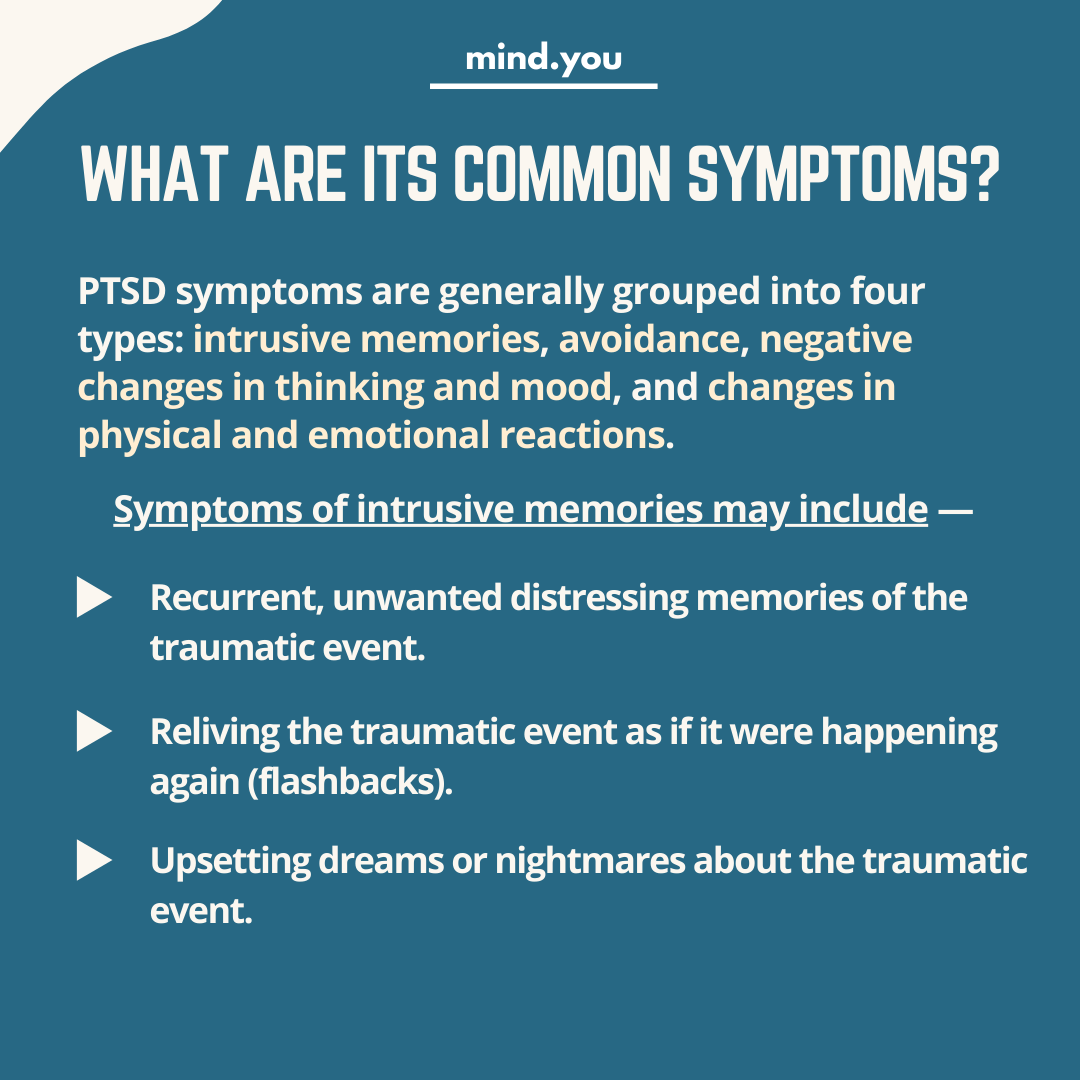 mind.you
WHAT ARE ITS COMMON SYMPTOMS?
PTSD symptoms are generally grouped into four
types: intrusive memories, avoidance, negative
changes in thinking and mood, and changes in
physical and emotional reactions.
Symptoms of intrusive memories may include —
Recurrent, unwanted distressing memories of the
traumatic event.
Reliving the traumatic event as if it were happening
again (flashbacks).
Upsetting dreams or nightmares about the traumatic
event.